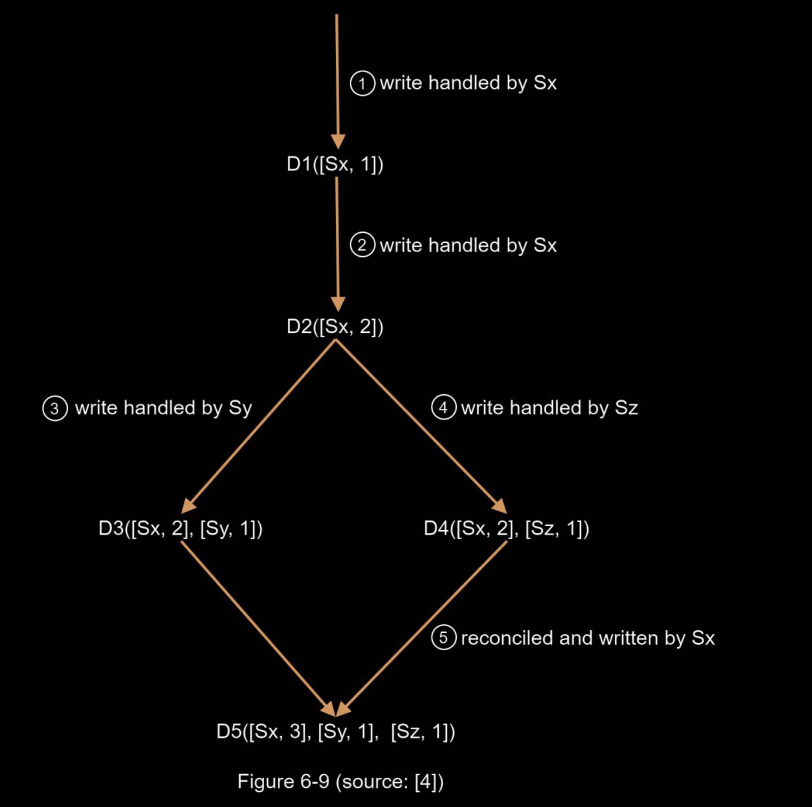 ① write handled by Sx
D1([Sx, 1])
② write handled by Sx
D2([Sx, 2])
③ write handled by Sy
④ write handled by Sz
D3([Sx, 2], [Sy, 1])
D4([Sx, 2], [Sz, 1])
⑤ reconciled and written by Sx
D5([Sx, 3], [Sy, 1], [Sz, 1])
Figure 6-9 (source: [4])